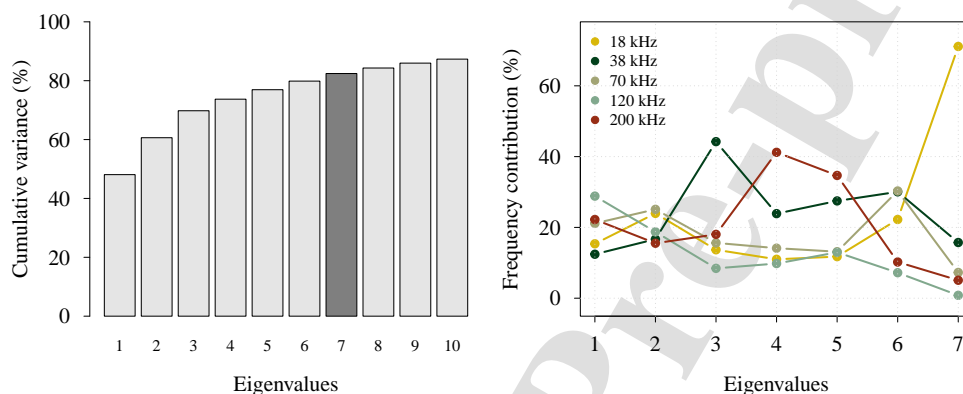 Cumulative variance (%)
100
80
60
40
20
0
1 2 3 4 5 6 7 8 9 10
Eigenvalues
Frequency contribution (%)
60
40
20
0
18 kHz
38 kHz
70 kHz
120 kHz
200 kHz
1 2 3 4 5 6 7
Eigenvalues
Pre-p